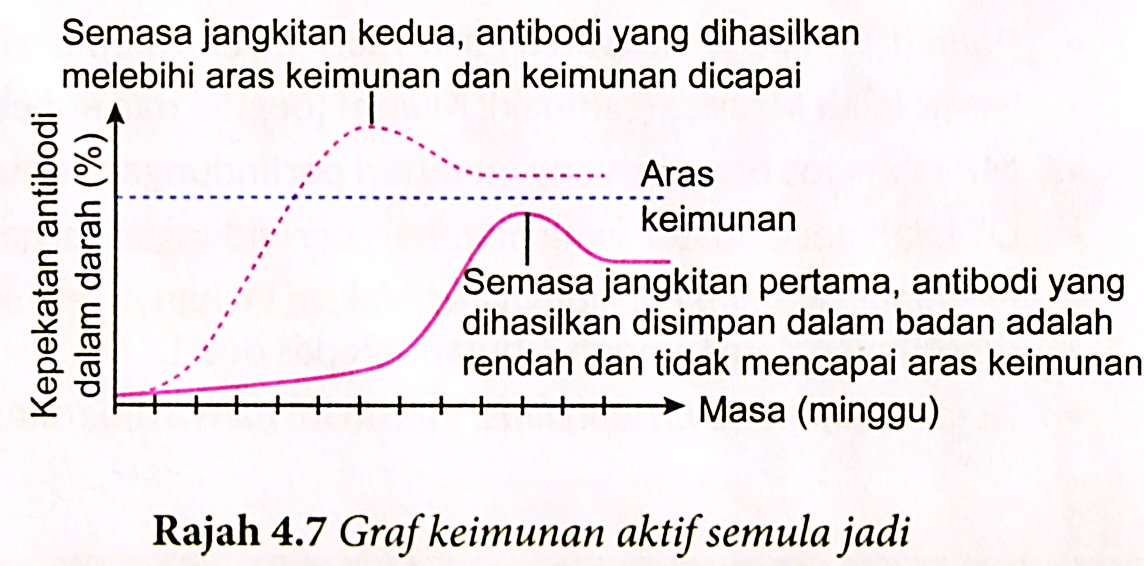 Semasa jangkitan kedua, antibodi yang dihasilkan
melebihi aras keimunan dan keimunan dicapai
Kepekatan antibodi
dalam darah (%)
Aras
keimunan
Semasa jangkitan pertama, antibodi yang
dihasilkan disimpan dalam badan adalah
rendah dan tidak mencapai aras keimunan
Masa (minggu)
Rajah 4.7 Graf keimunan aktif semula jadi